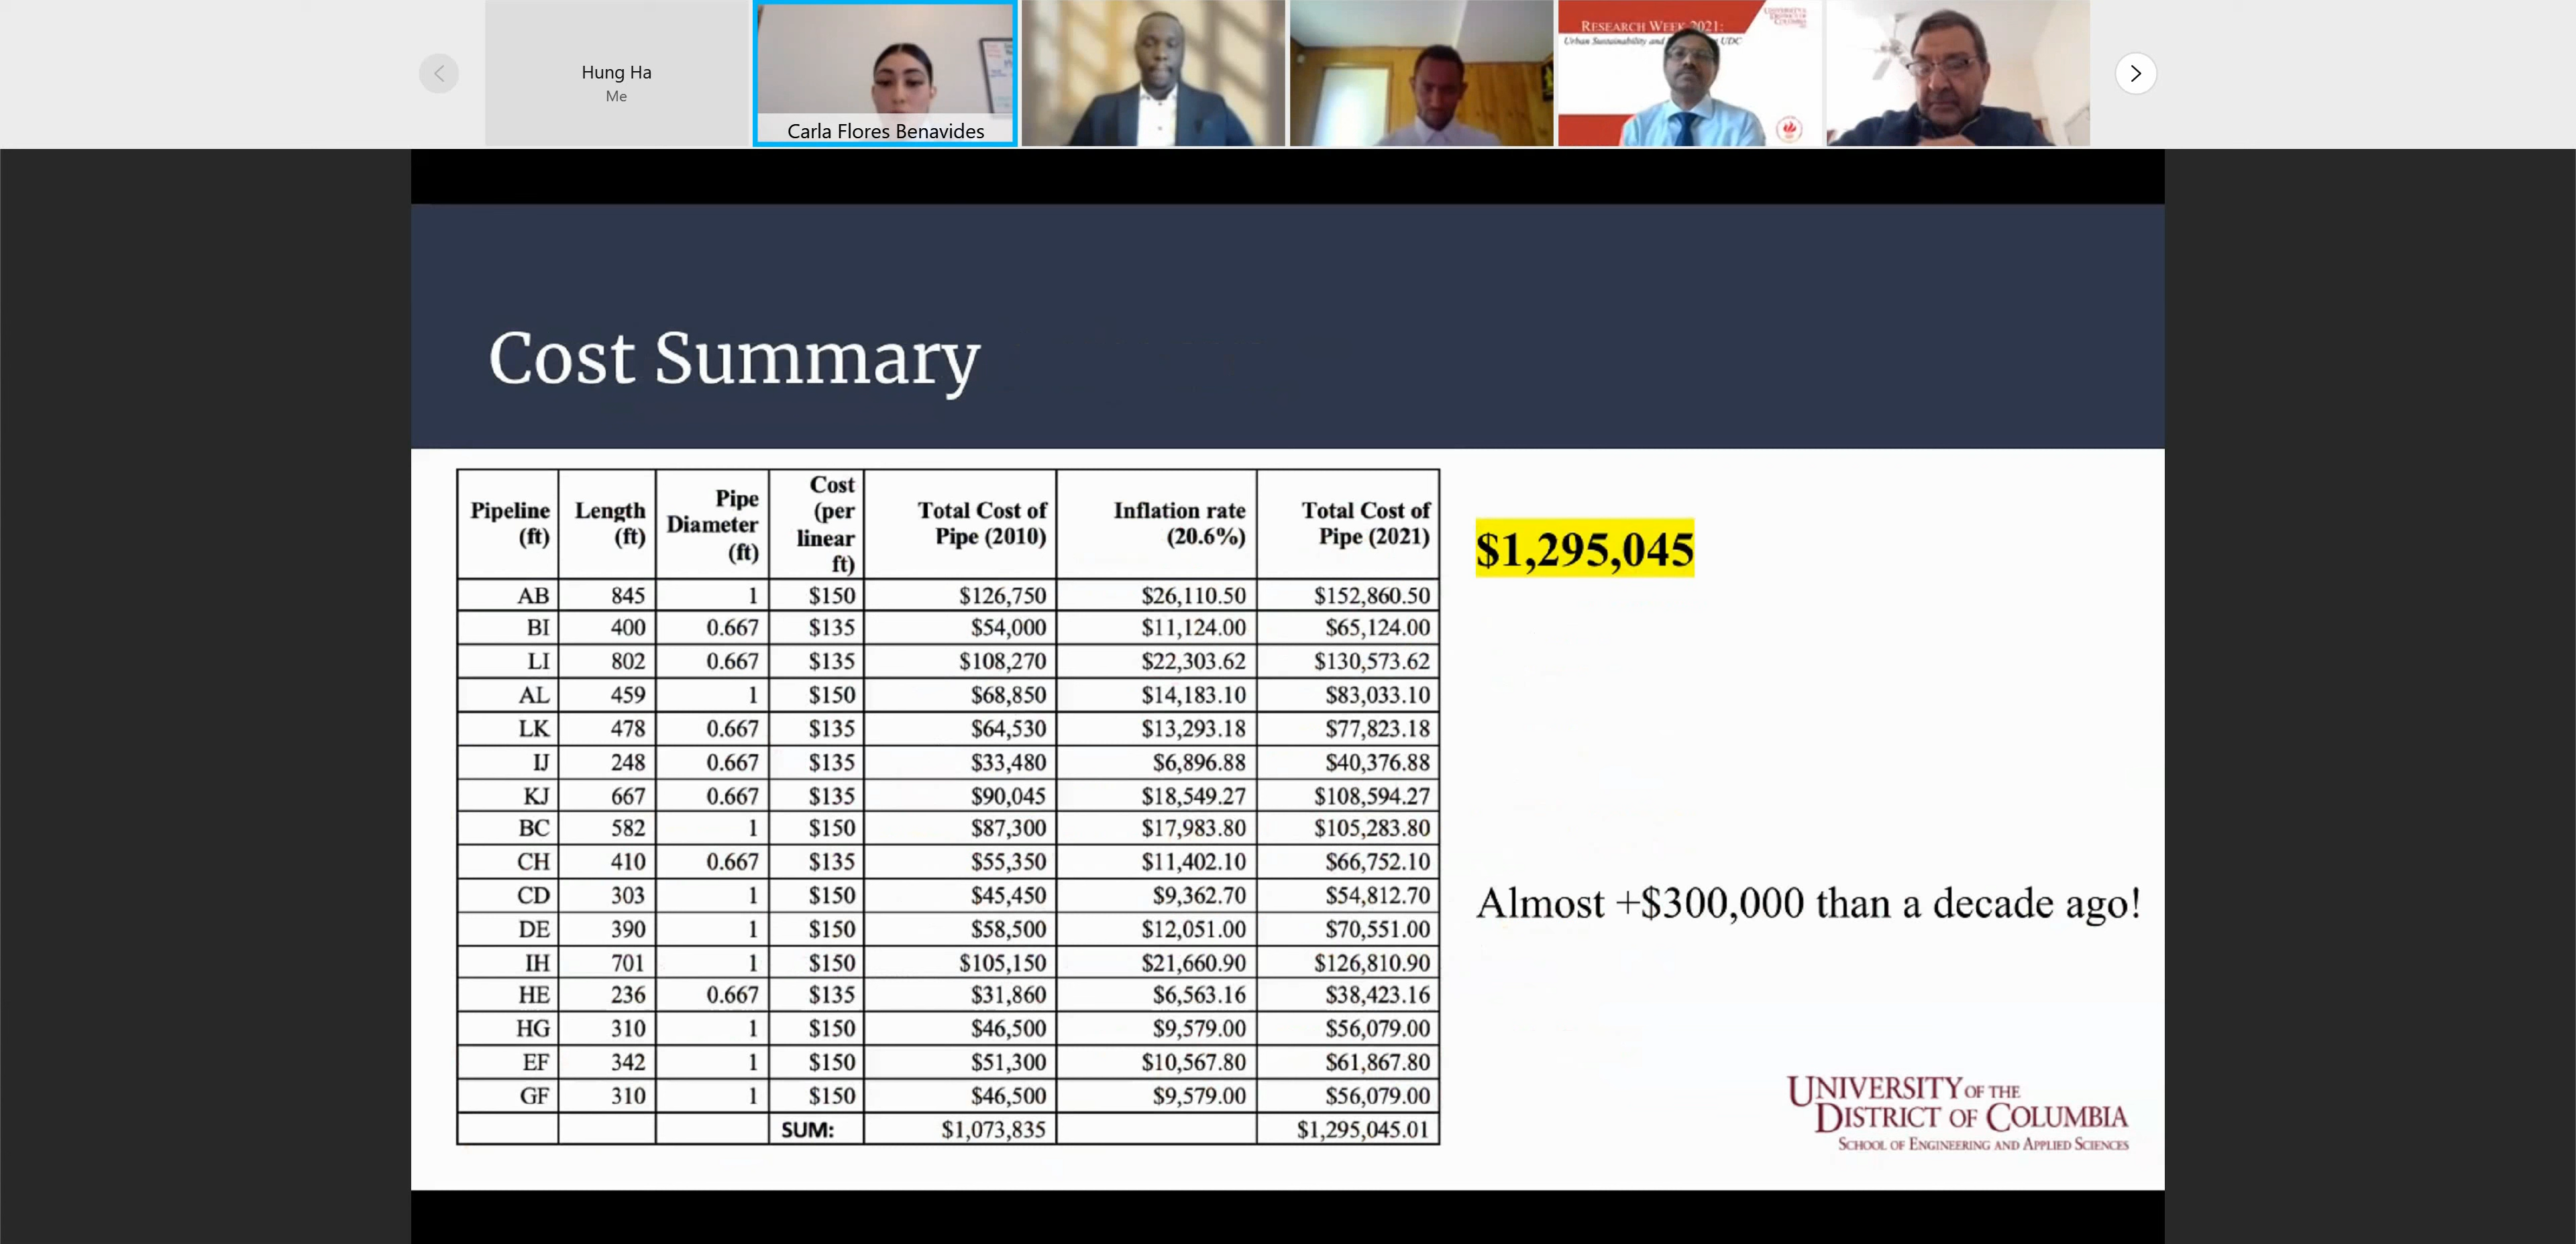 Hung Ha
Me
Carla Flores Benavides
RESEARCH WEEK 2021:
Urban Sustainability and
UDC
UNIVERSITY OF THE
DISTRICT OF
COLUMBIA
Cost Summary
Pipeline (ft) Length (ft) Pipe Diameter (ft) Cost (per linear ft) Total Cost of Pipe (2010) Inflation rate (20.6%) Total Cost of Pipe (2021)
AB 845 1 $150 $126,750 $26,110.50 $152,860.50
BI 400 0.667 $135 $54,000 $11,124.00 $65,124.00
LI 802 0.667 $135 $108,270 $22,303.62 $130,573.62
AL 459 1 $150 $68,850 $14,183.10 $83,033.10
LK 478 0.667 $135 $64,530 $13,293.18 $77,823.18
IJ 248 0.667 $135 $33,480 $6,896.88 $40,376.88
KJ 667 0.667 $135 $90,045 $18,549.27 $108,594.27
BC 582 1 $150 $87,300 $17,983.80 $105,283.80
CH 410 0.667 $135 $55,350 $11,402.10 $66,752.10
CD 303 1 $150 $45,450 $9,362.70 $54,812.70
DE 390 1 $150 $58,500 $12,051.00 $70,551.00
IH 701 1 $150 $105,150 $21,660.90 $126,810.90
HE 236 0.667 $135 $31,860 $6,563.16 $38,423.16
HG 310 1 $150 $46,500 $9,579.00 $56,079.00
EF 342 1 $150 $51,300 $10,567.80 $61,867.80
GF 310 1 $150 $46,500 $9,579.00 $56,079.00
SUM: $1,073,835 $1,295,045.01
$1,295,045
Almost +$300,000 than a decade ago!
UNIVERSITY OF THE
DISTRICT OF COLUMBIA
SCHOOL OF ENGINEERING AND APPLIED SCIENCES